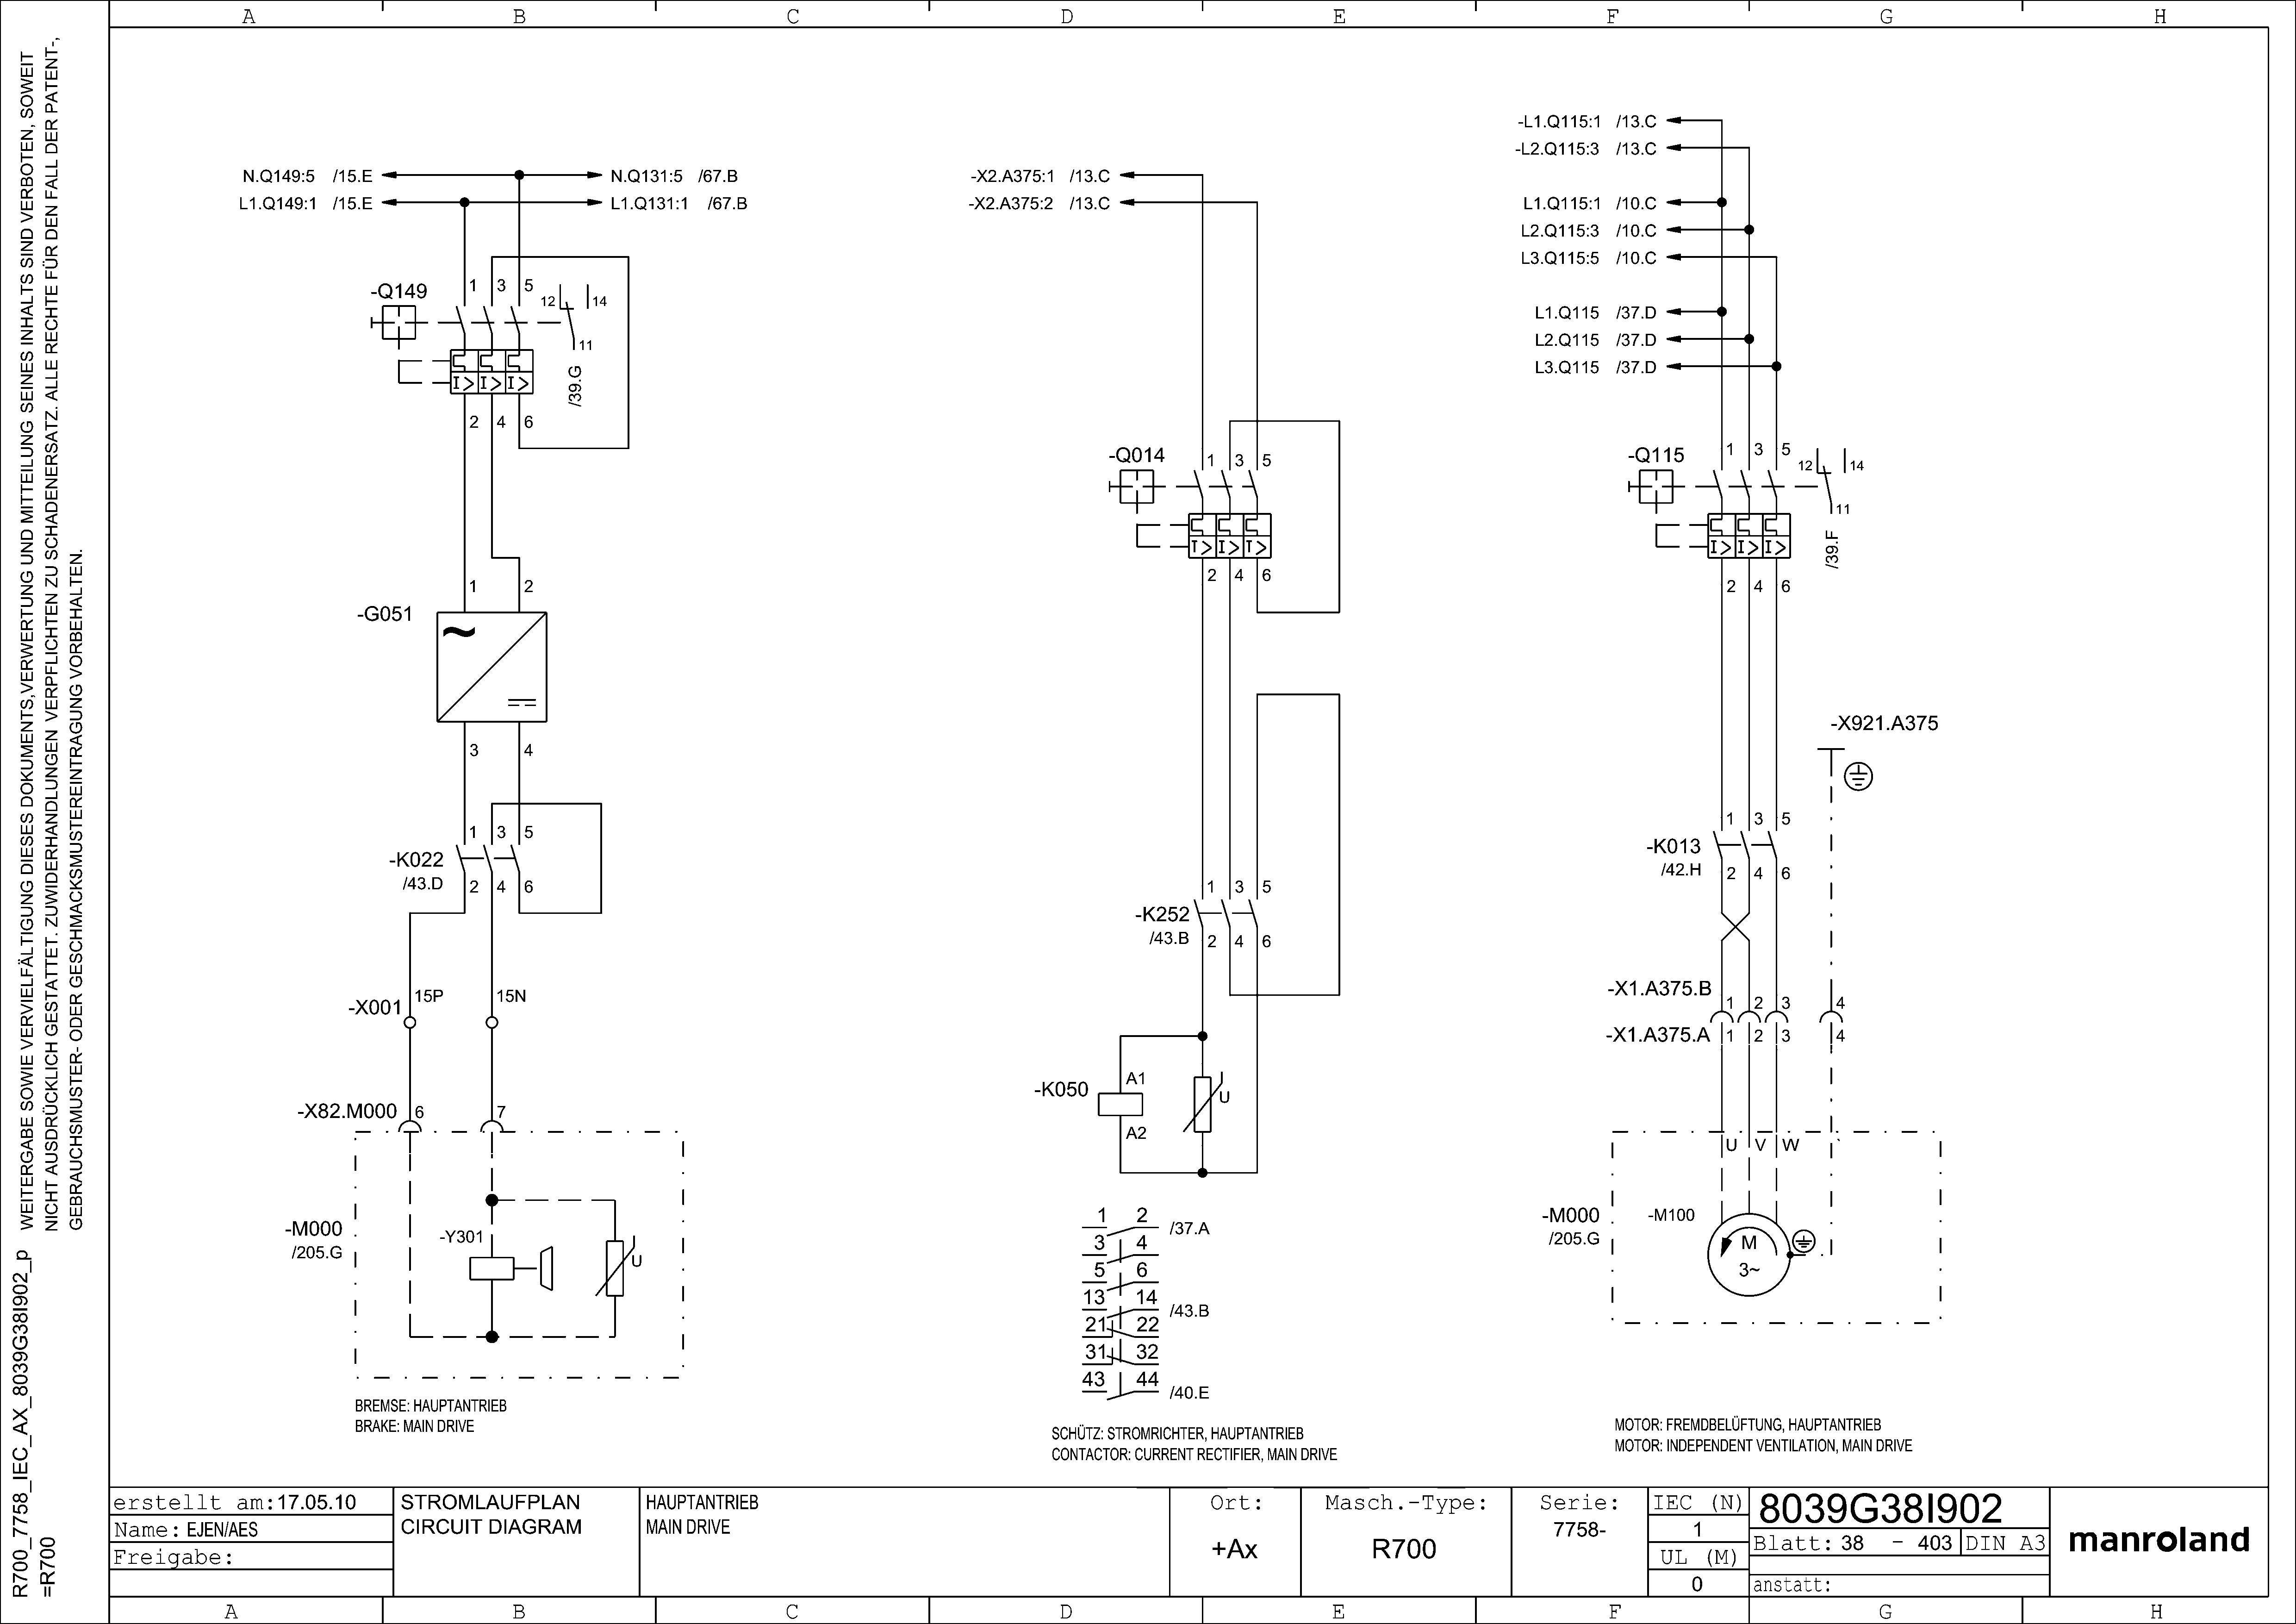 A B C D E F G H
WEITERGABE SOWIE VERVIELFÄLTIGUNG DIESES DOKUMENTS,VERWERTUNG UND MITTEILUNG SEINES INHALTS SIND VERBOTEN, SOWEIT
NICHT AUSDRÜCKLICH GESTATTET. ZUWIDERHANDLUNGEN VERPFLICHTEN ZU SCHADENERSATZ. ALLE RECHTE FÜR DEN FALL DER PATENT-,
GEBRAUCHSMUSTER- ODER GESCHMACKSMUSTEREINTRAGUNG VORBEHALTEN.
R700_7758_IEC_AX_8039G38I902_p
=R700
N.Q149:5 /15.E
N.Q131:5 /67.B
L1.Q149:1 /15.E
L1.Q131:1 /67.B
-Q149
1 3 5
12 14
11
/39.G
I> I> I>
2 4 6
1 2
-G051
~
3 4
1 3 5
-K022
/43.D
2 4 6
15P 15N
-X001
-X82.M000 6 7
-M000
/205.G
-Y301
U
BREMSE: HAUPTANTRIEB
BRAKE: MAIN DRIVE
-X2.A375:1 /13.C
-X2.A375:2 /13.C
-Q014
1 3 5
I> I> I>
2 4 6
1 3 5
-K252
/43.B
2 4 6
-K050
A1
A2
U
1 2 /37.A
3 4
5 6
13 14 /43.B
21 22
31 32
43 44 /40.E
SCHÜTZ: STROMRICHTER, HAUPTANTRIEB
CONTACTOR: CURRENT RECTIFIER, MAIN DRIVE
-L1.Q115:1 /13.C
-L2.Q115:3 /13.C
L1.Q115:1 /10.C
L2.Q115:3 /10.C
L3.Q115:5 /10.C
L1.Q115 /37.D
L2.Q115 /37.D
L3.Q115 /37.D
-Q115
1 3 5
12 14
11
/39.F
I> I> I>
2 4 6
-X921.A375
1 3 5
-K013
/42.H
2 4 6
-X1.A375.B
1 2 3 4
-X1.A375.A
1 2 3 4
U V W
-M000
/205.G
-M100
M
3~
MOTOR: FREMDBELÜFTUNG, HAUPTANTRIEB
MOTOR: INDEPENDENT VENTILATION, MAIN DRIVE
erstellt am:17.05.10
Name: EJEN/AES
Freigabe:
STROMLAUFPLAN
CIRCUIT DIAGRAM
HAUPTANTRIEB
MAIN DRIVE
Ort:
+Ax
Masch.-Type:
R700
Serie:
7758-
IEC (N)
1
UL (M)
0
8039G38I902
Blatt: 38 - 403 DIN A3
anstatt:
manroland
A B C D E F G H